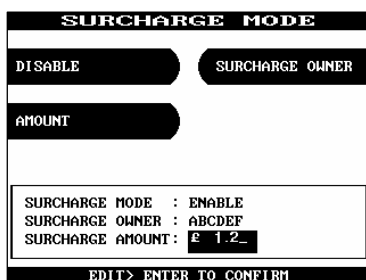 SURCHARGE MODE
DISABLE
SURCHARGE OWNER
AMOUNT
SURCHARGE MODE : ENABLE
SURCHARGE OWNER : ABCDEF
SURCHARGE AMOUNT: £ 1.2_
EDIT> ENTER TO CONFIRM